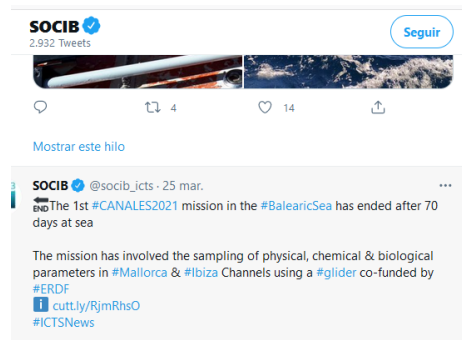 SOCIB
2.932 Tweets
Seguir
4
14
Mostrar este hilo
SOCIB @socib_icts · 25 mar.
🔚The 1st #CANALES2021 mission in the #BalearicSea has ended after 70
days at sea
The mission has involved the sampling of physical, chemical & biological
parameters in #Mallorca & #Ibiza Channels using a #glider co-funded by
#ERDF
ℹ️ cutt.ly/RjmRhsO
#ICTSNews